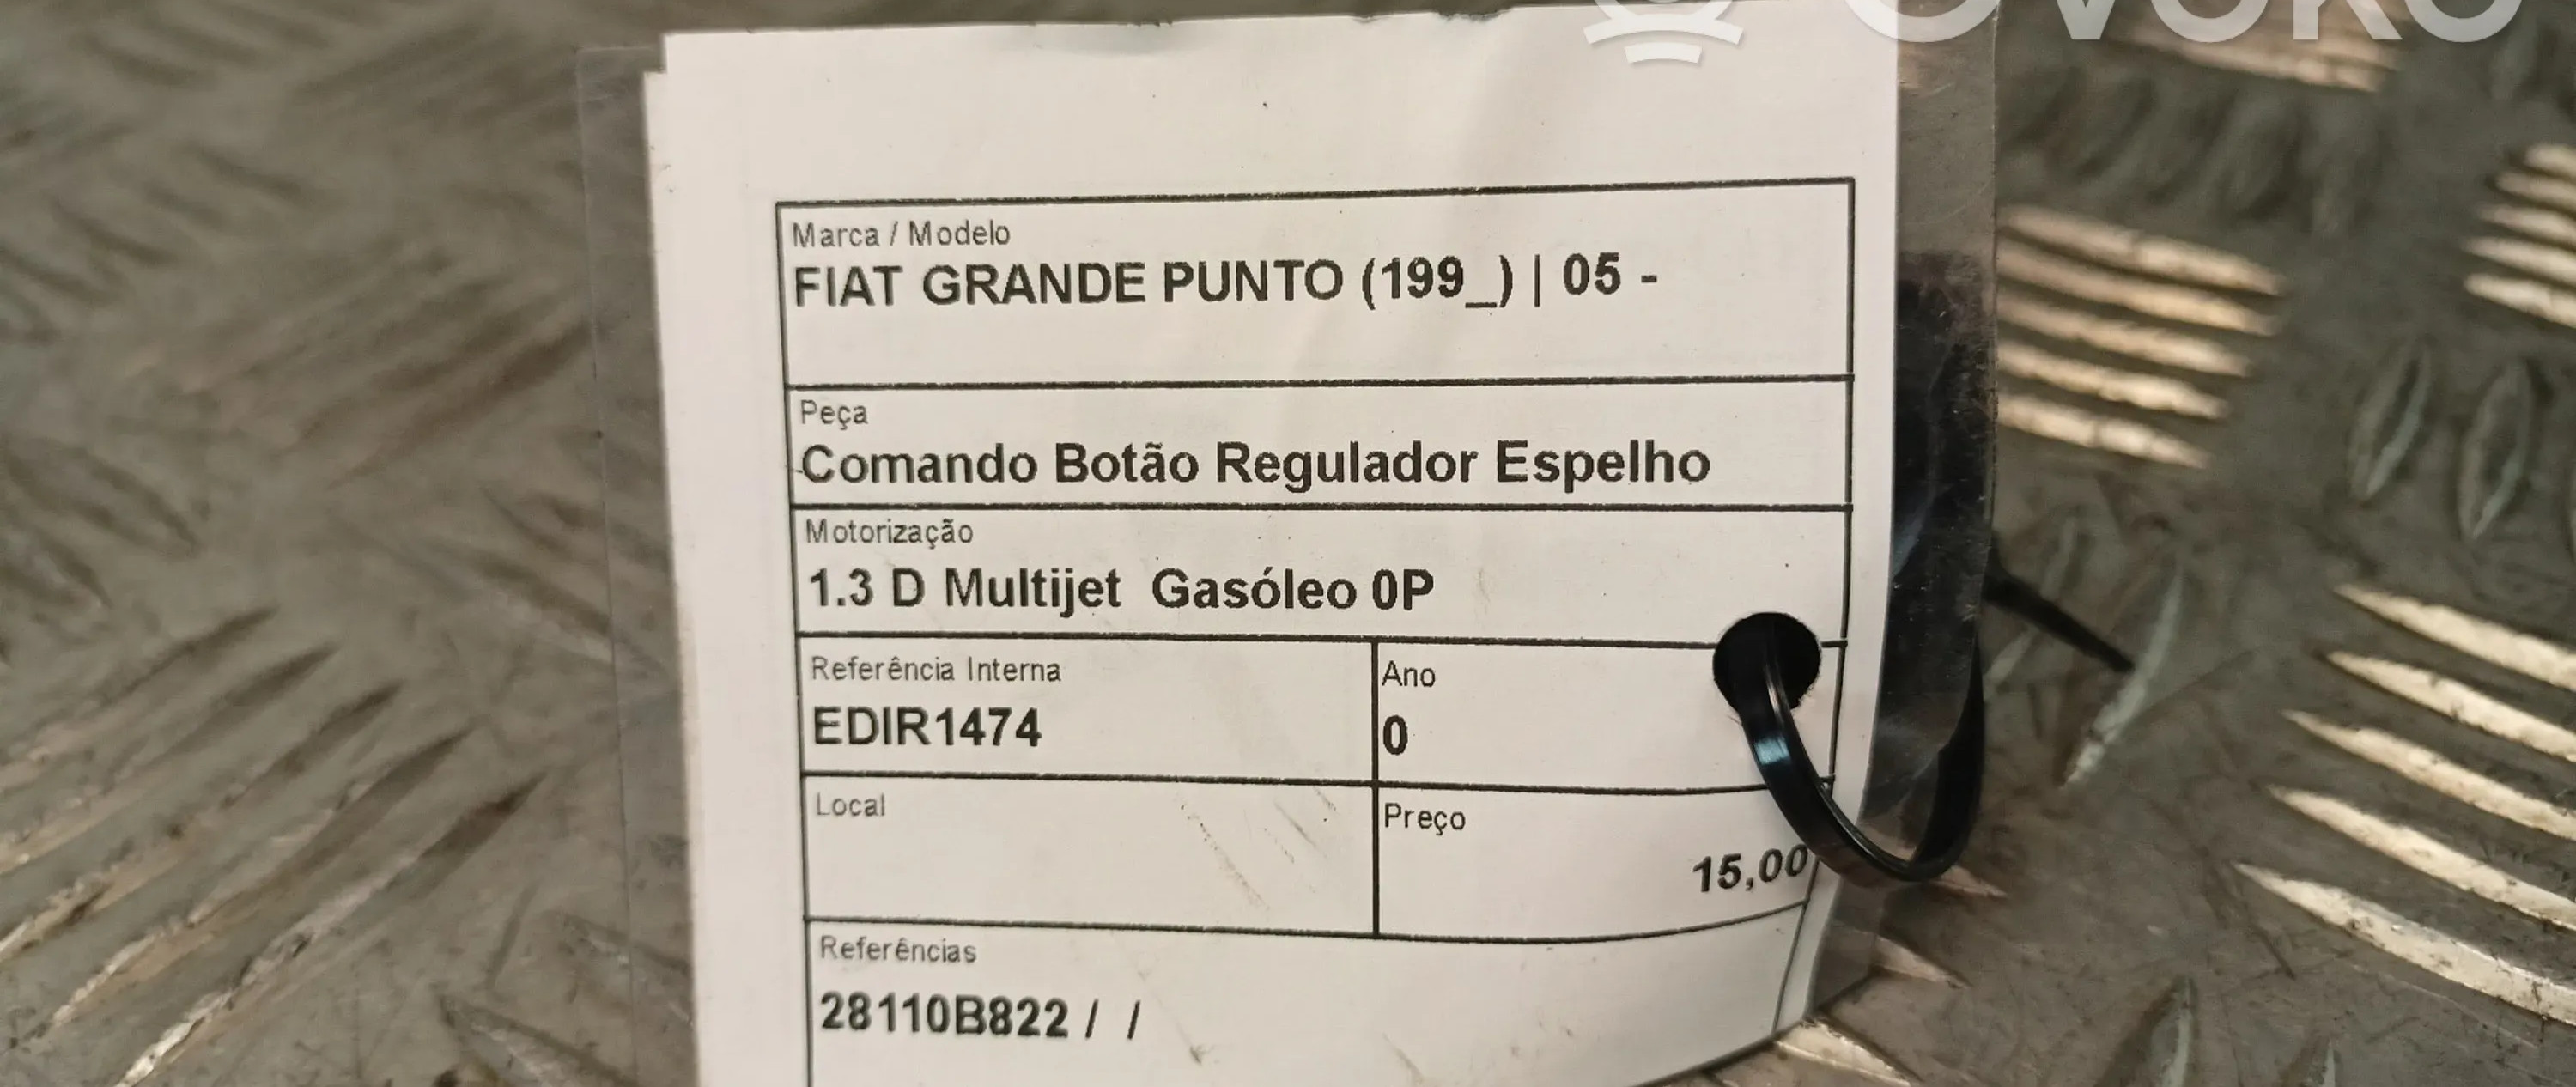 OVOKO
Marca / Modelo
FIAT GRANDE PUNTO (199_) | 05 -
Peça
Comando Botão Regulador Espelho
Motorização
1.3 D Multijet  Gasóleo 0P
Referência Interna
EDIR1474
Ano
0
Local
Preço
15,00
Referências
28110B822 /  /